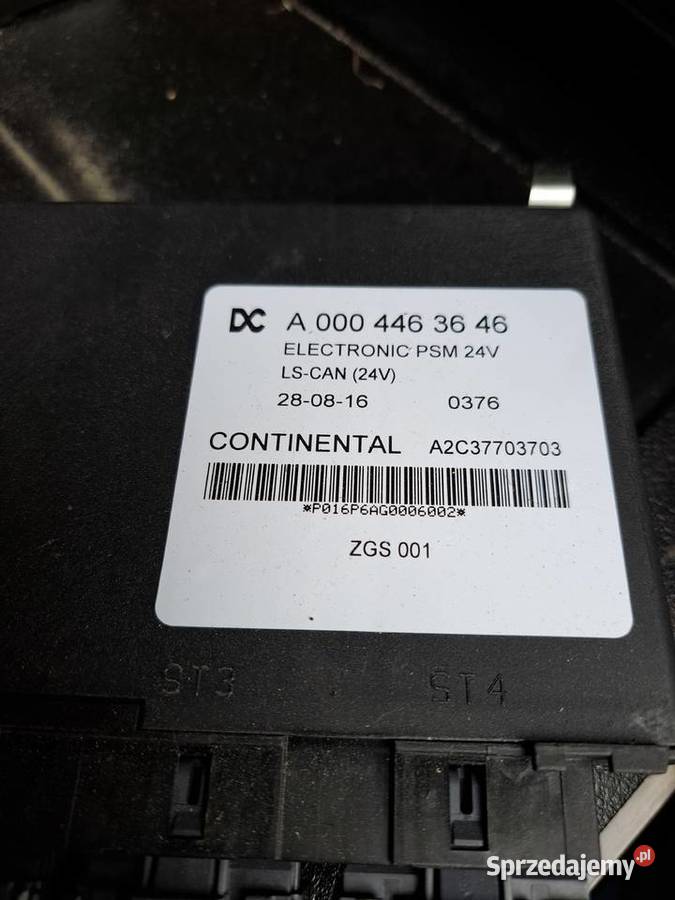 DC A 000 446 36 46
ELECTRONIC PSM 24V
LS-CAN (24V)
28-08-16 0376
CONTINENTAL A2C37703703
*P016P6AG0006002*
ZGS 001
ST3 ST4
Sprzedajemy.pl